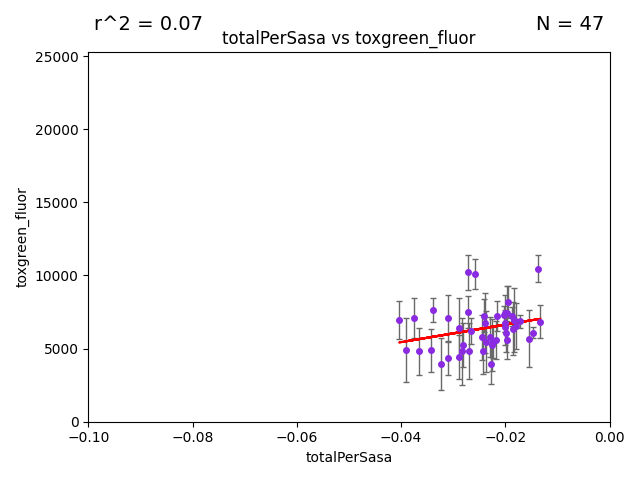 r^2 = 0.07
N = 47
totalPerSasa vs toxgreen_fluor
25000
20000
15000
10000
5000
0
toxgreen_fluor
−0.10
−0.08
−0.06
−0.04
−0.02
0.00
totalPerSasa